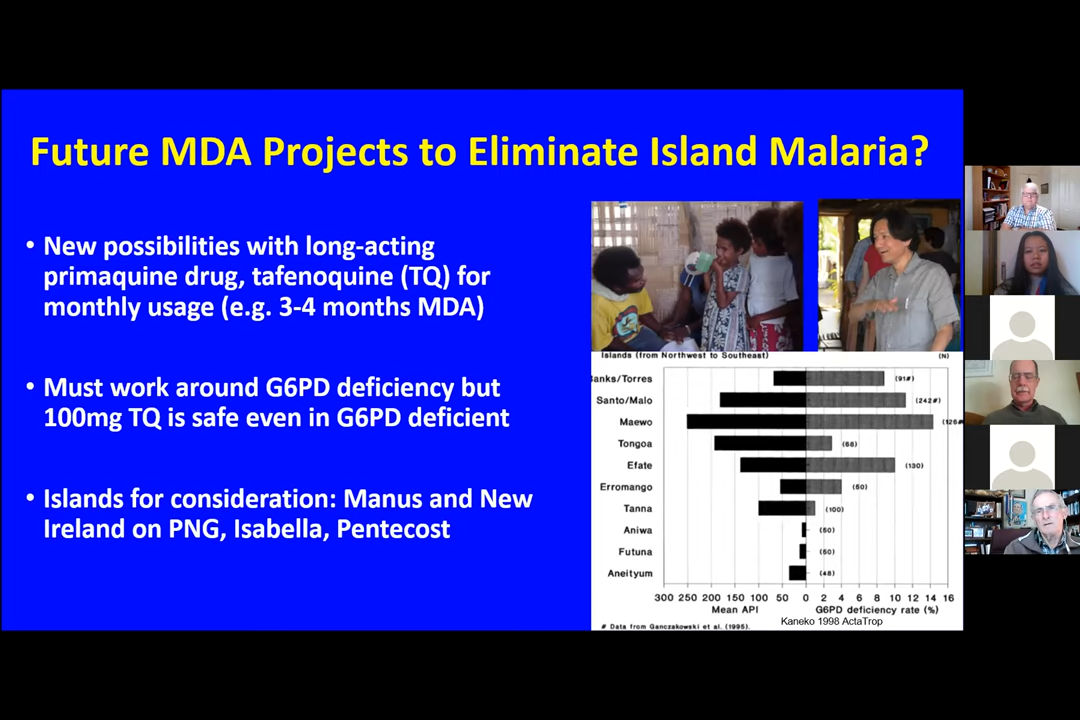 Future MDA Projects to Eliminate Island Malaria?
• New possibilities with long-acting
primaquine drug, tafenoquine (TQ) for
monthly usage (e.g. 3-4 months MDA)
• Must work around G6PD deficiency but
100mg TQ is safe even in G6PD deficient
• Islands for consideration: Manus and New
Ireland on PNG, Isabella, Pentecost
Islands (from Northwest to Southeast) (N)
Banks/Torres (91#)
Santo/Malo (242#)
Maewo (126#
Tongoa (68)
Efate (130)
Erromango (60)
Tanna (100)
Aniwa (50)
Futuna (50)
Aneityum (48)
300 250 200 150 100 50 0 2 4 6 8 10 12 14 16
Mean API G6PD deficiency rate (%)
# Data from Ganczakowski et al. (1995).
Kaneko 1998 ActaTrop